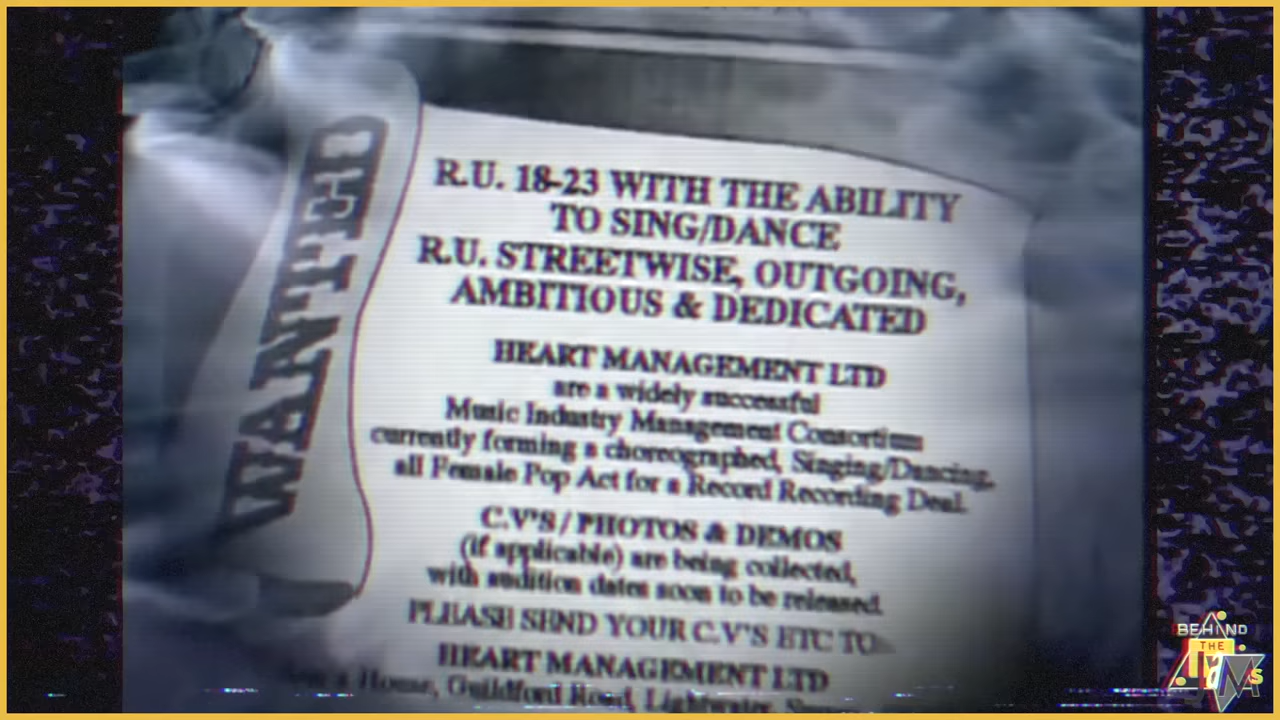 WANTED
R.U. 18-23 WITH THE ABILITY
TO SING/DANCE
R.U. STREETWISE, OUTGOING,
AMBITIOUS & DEDICATED
HEART MANAGEMENT LTD
are a widely successful
Music Industry Management Consortium
currently forming a choreographed, Singing/Dancing,
all Female Pop Act for a Record Recording Deal.
C.V'S / PHOTOS & DEMOS
(if applicable) are being collected,
with audition dates soon to be released.
PLEASE SEND YOUR C.V'S ETC TO
HEART MANAGEMENT LTD
House, Guildford Road, Lightwater,
BEHIND
THE